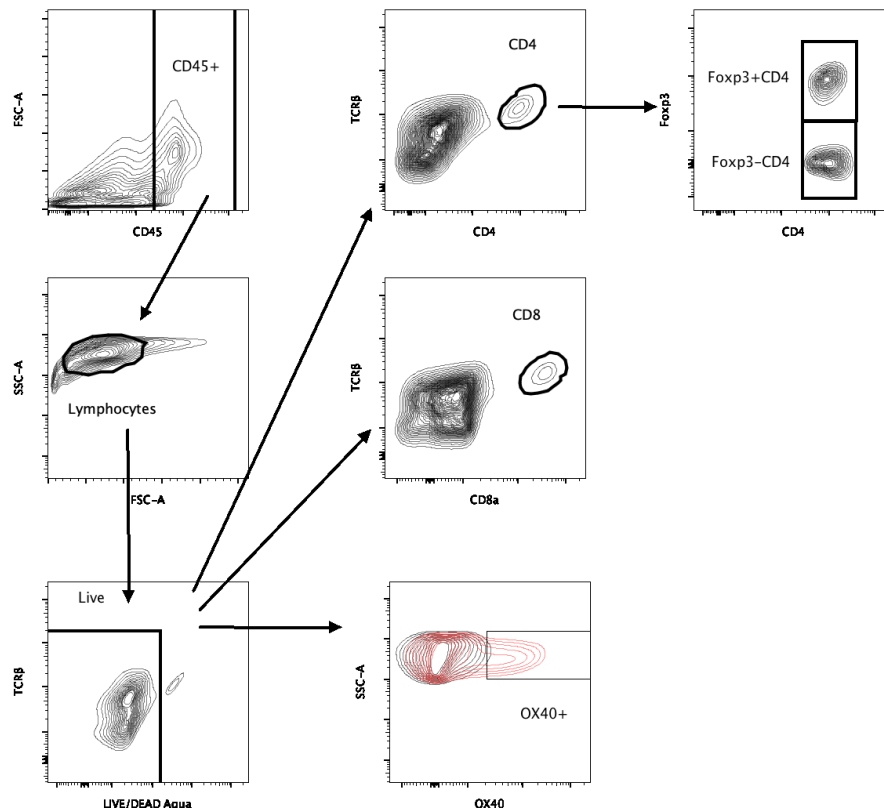 CD45+
FSC-A
CD45
CD4
TCRβ
CD4
Foxp3+CD4
Foxp3-CD4
Foxp3
CD4
SSC-A
Lymphocytes
FSC-A
CD8
TCRβ
CD8a
Live
TCRβ
LIVE/DEAD Aqua
SSC-A
OX40+
OX40